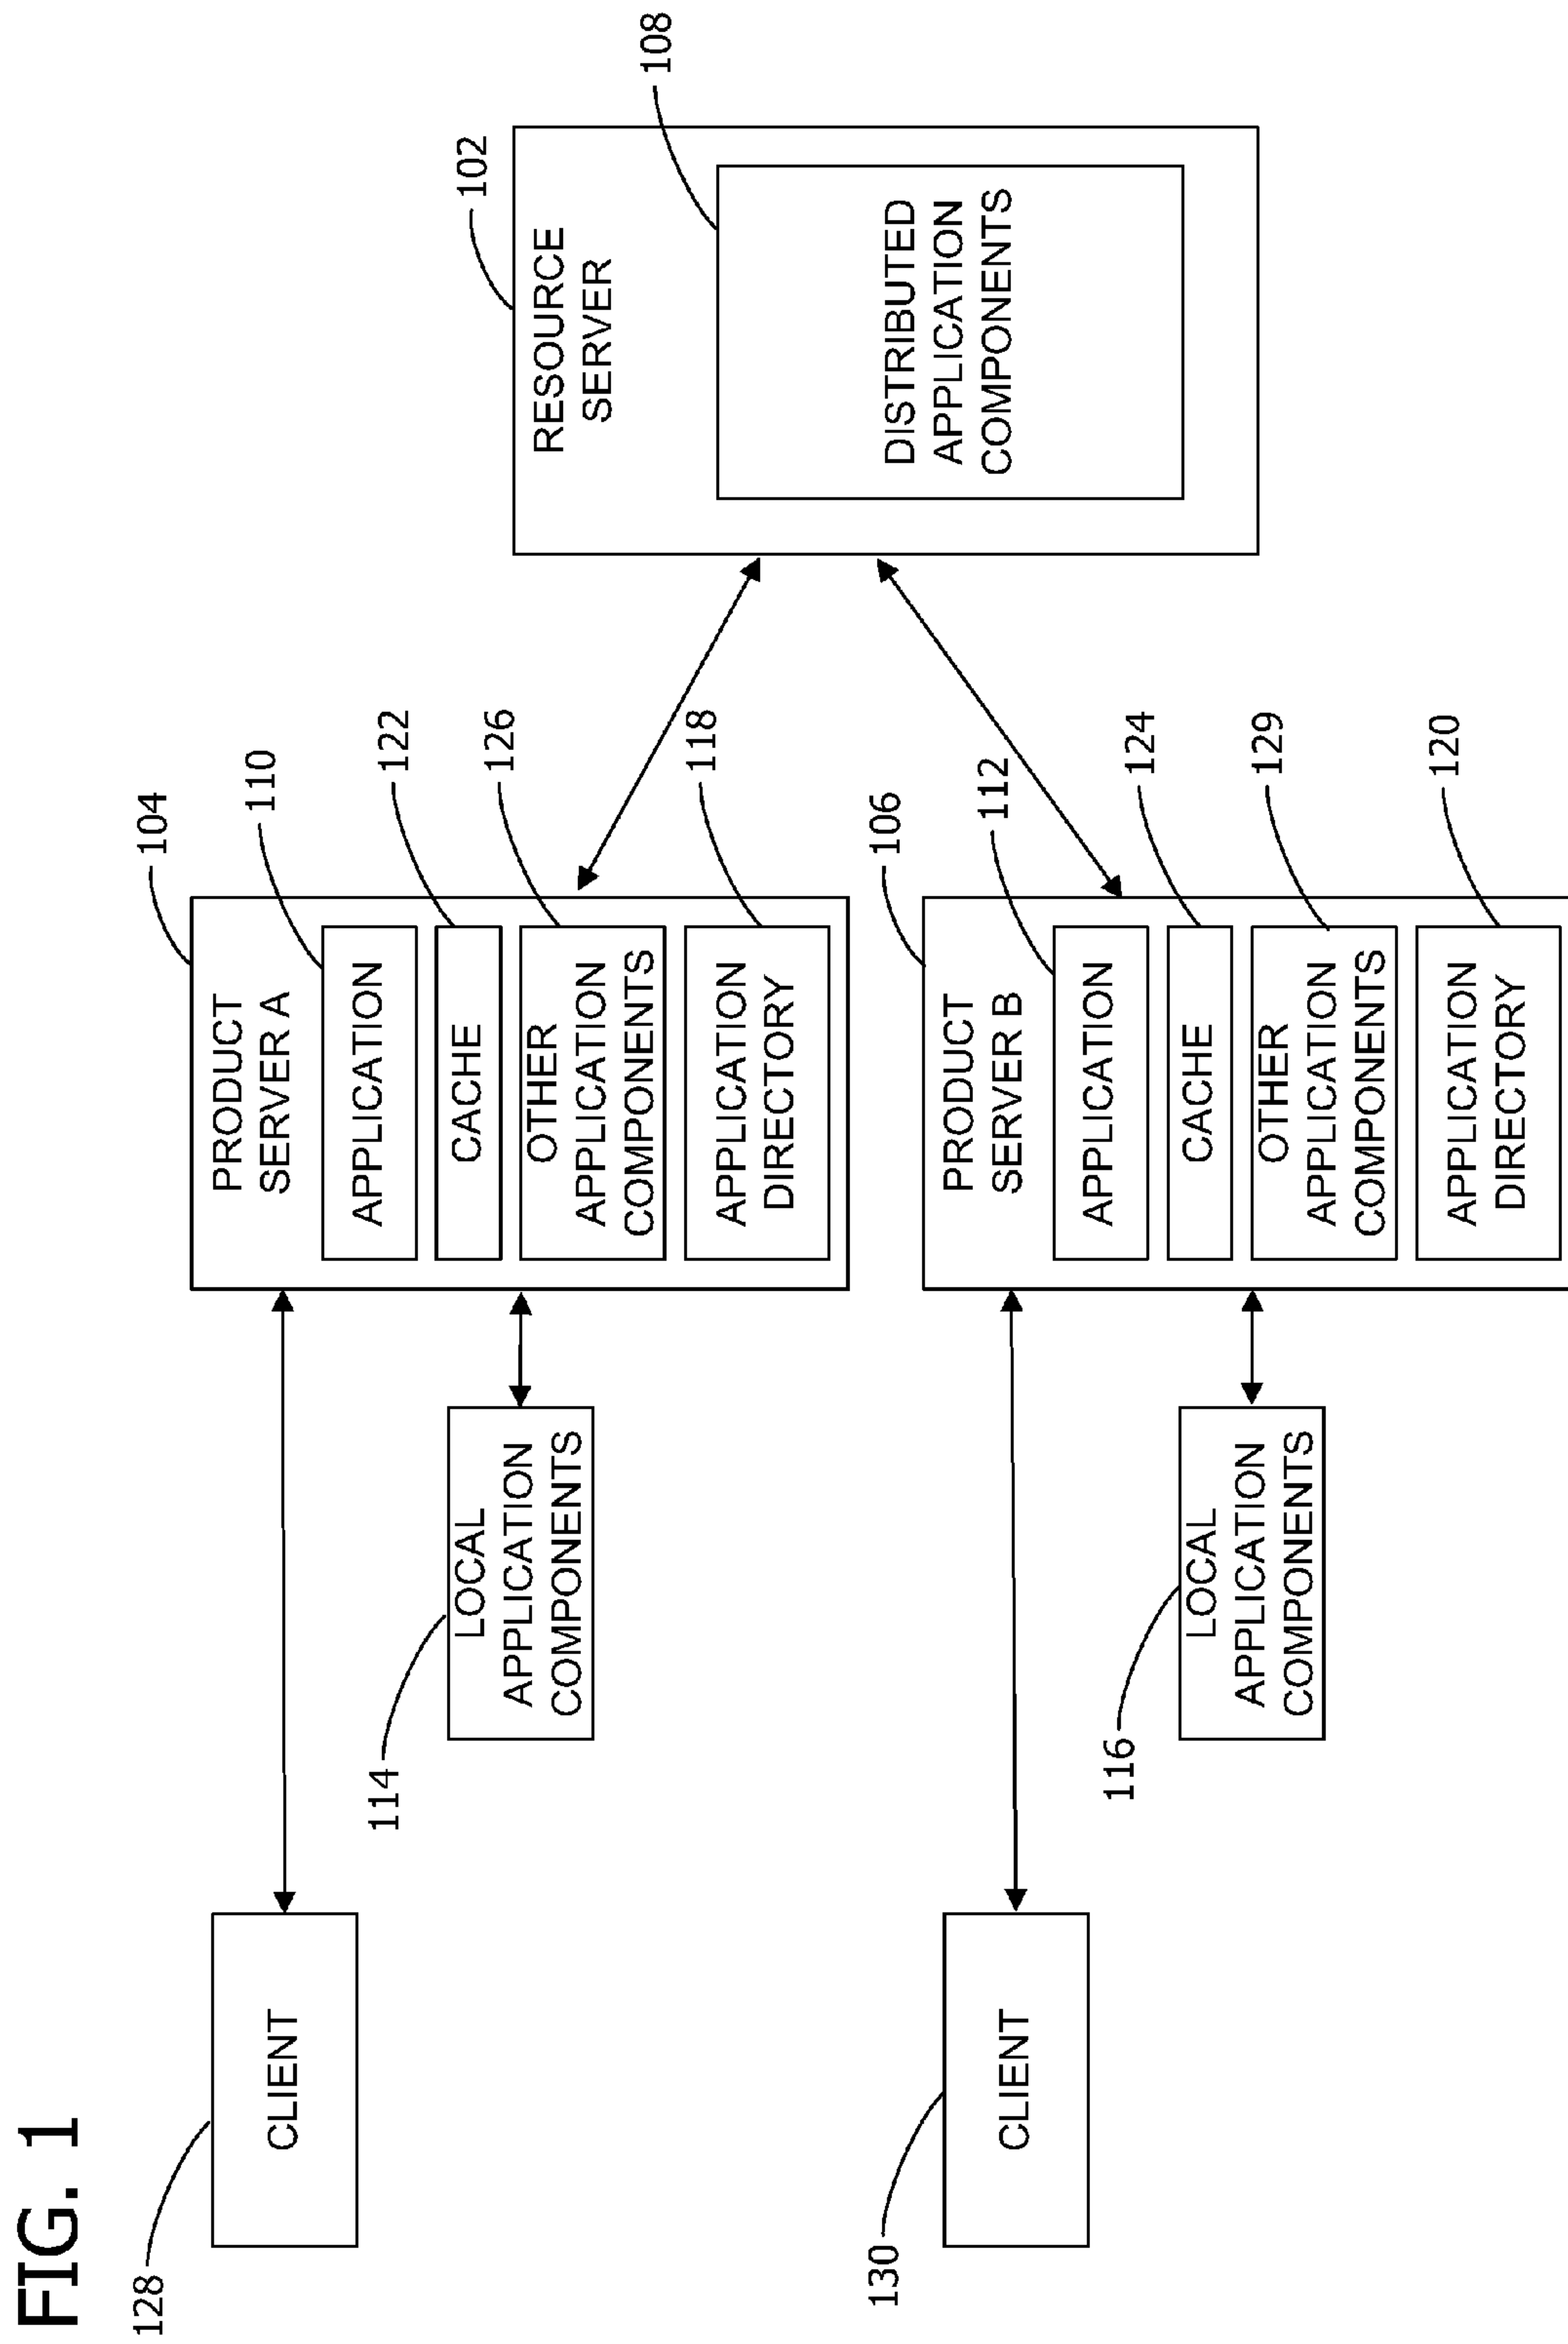 FIG. 1
128
CLIENT
114
LOCAL
APPLICATION
COMPONENTS
104
PRODUCT
SERVER A
110
APPLICATION
122
CACHE
126
OTHER
APPLICATION
COMPONENTS
118
APPLICATION
DIRECTORY
102
RESOURCE
SERVER
108
DISTRIBUTED
APPLICATION
COMPONENTS
130
CLIENT
116
LOCAL
APPLICATION
COMPONENTS
106
PRODUCT
SERVER B
112
APPLICATION
124
CACHE
129
OTHER
APPLICATION
COMPONENTS
120
APPLICATION
DIRECTORY